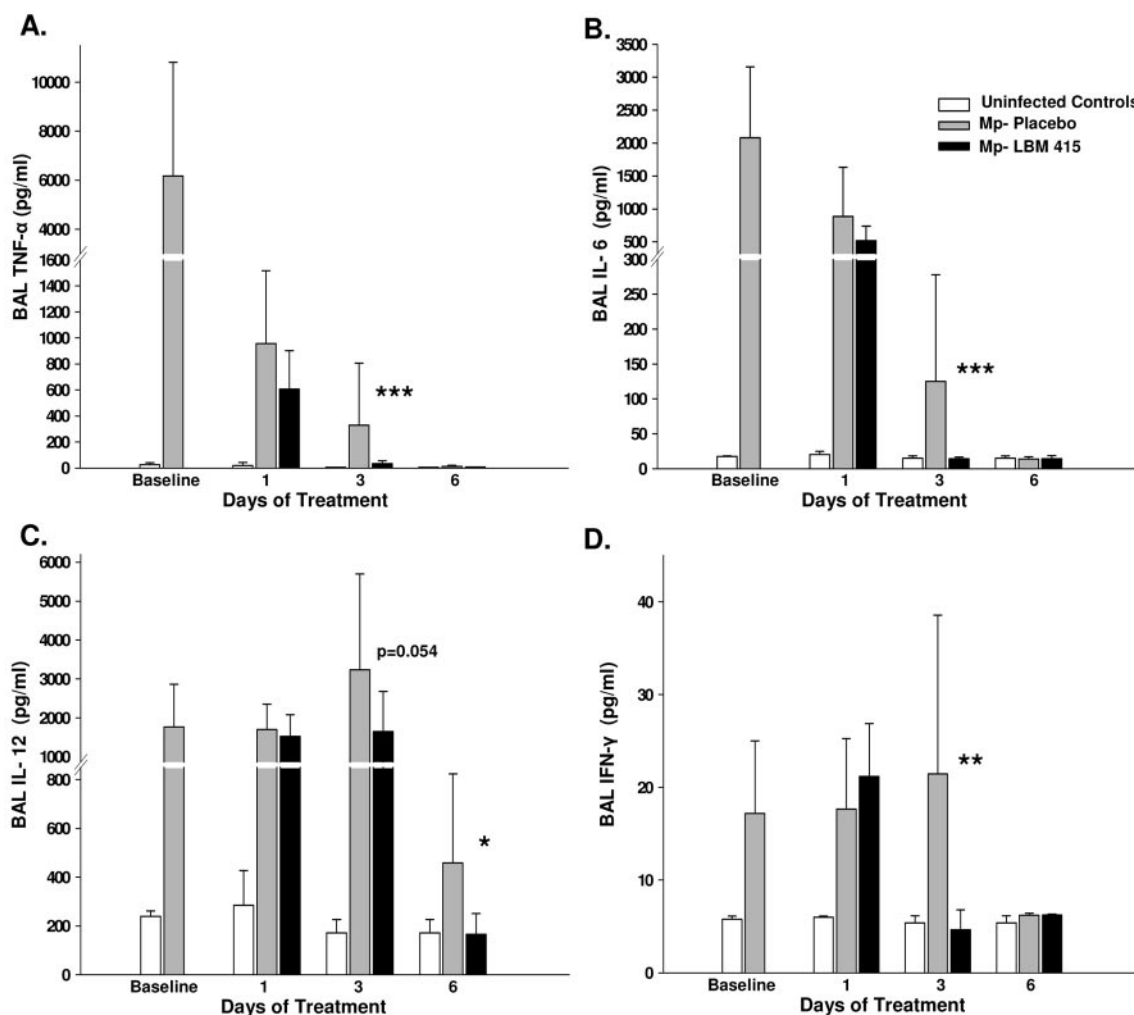 A.
10000
8000
6000
4000
1600
1400
1200
1000
800
600
400
200
0
BAL TNF-α (pg/ml)
***
Baseline 1 3 6
Days of Treatment
B.
3500
3000
2500
2000
1500
1000
500
300
250
200
150
100
50
0
BAL IL- 6 (pg/ml)
Uninfected Controls
Mp- Placebo
Mp- LBM 415
***
Baseline 1 3 6
Days of Treatment
C.
6000
5000
4000
3000
2000
1000
800
600
400
200
0
BAL IL- 12 (pg/ml)
p=0.054
*
Baseline 1 3 6
Days of Treatment
D.
40
30
20
10
0
BAL IFN-γ (pg/ml)
**
Baseline 1 3 6
Days of Treatment